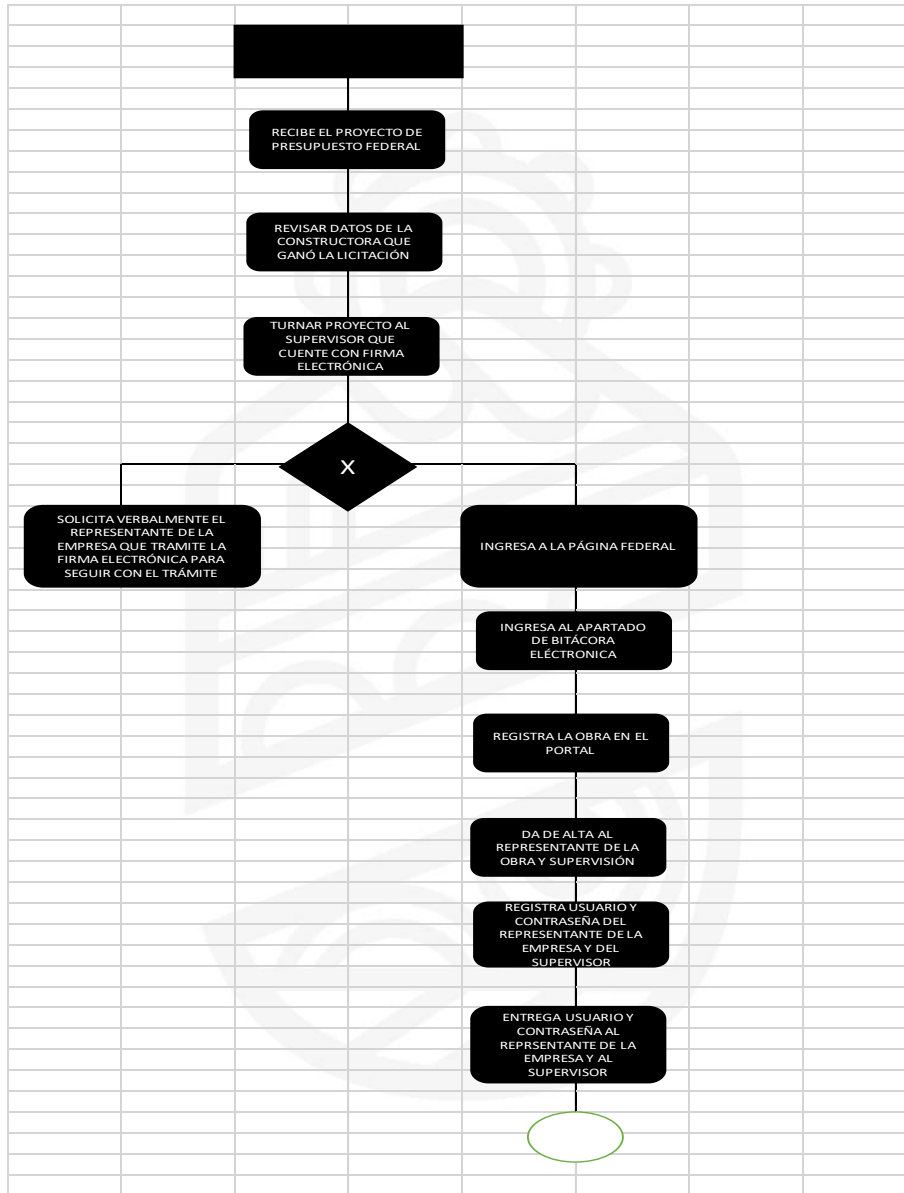 RECIBE EL PROYECTO DE
PRESUPUESTO FEDERAL
REVISAR DATOS DE LA
CONSTRUCTORA QUE
GANÓ LA LICITACIÓN
TURNAR PROYECTO AL
SUPERVISOR QUE
CUENTE CON FIRMA
ELECTRÓNICA
X
SOLICITA VERBALMENTE EL
REPRESENTANTE DE LA
EMPRESA QUE TRAMITE LA
FIRMA ELECTRÓNICA PARA
SEGUIR CON EL TRÁMITE
INGRESA A LA PÁGINA FEDERAL
INGRESA AL APARTADO
DE BITÁCORA
ELÉCTRONICA
REGISTRA LA OBRA EN EL
PORTAL
DA DE ALTA AL
REPRESENTANTE DE LA
OBRA Y SUPERVISIÓN
REGISTRA USUARIO Y
CONTRASEÑA DEL
REPRESENTANTE DE LA
EMPRESA Y DEL
SUPERVISOR
ENTREGA USUARIO Y
CONTRASEÑA AL
REPRSENTANTE DE LA
EMPRESA Y AL
SUPERVISOR